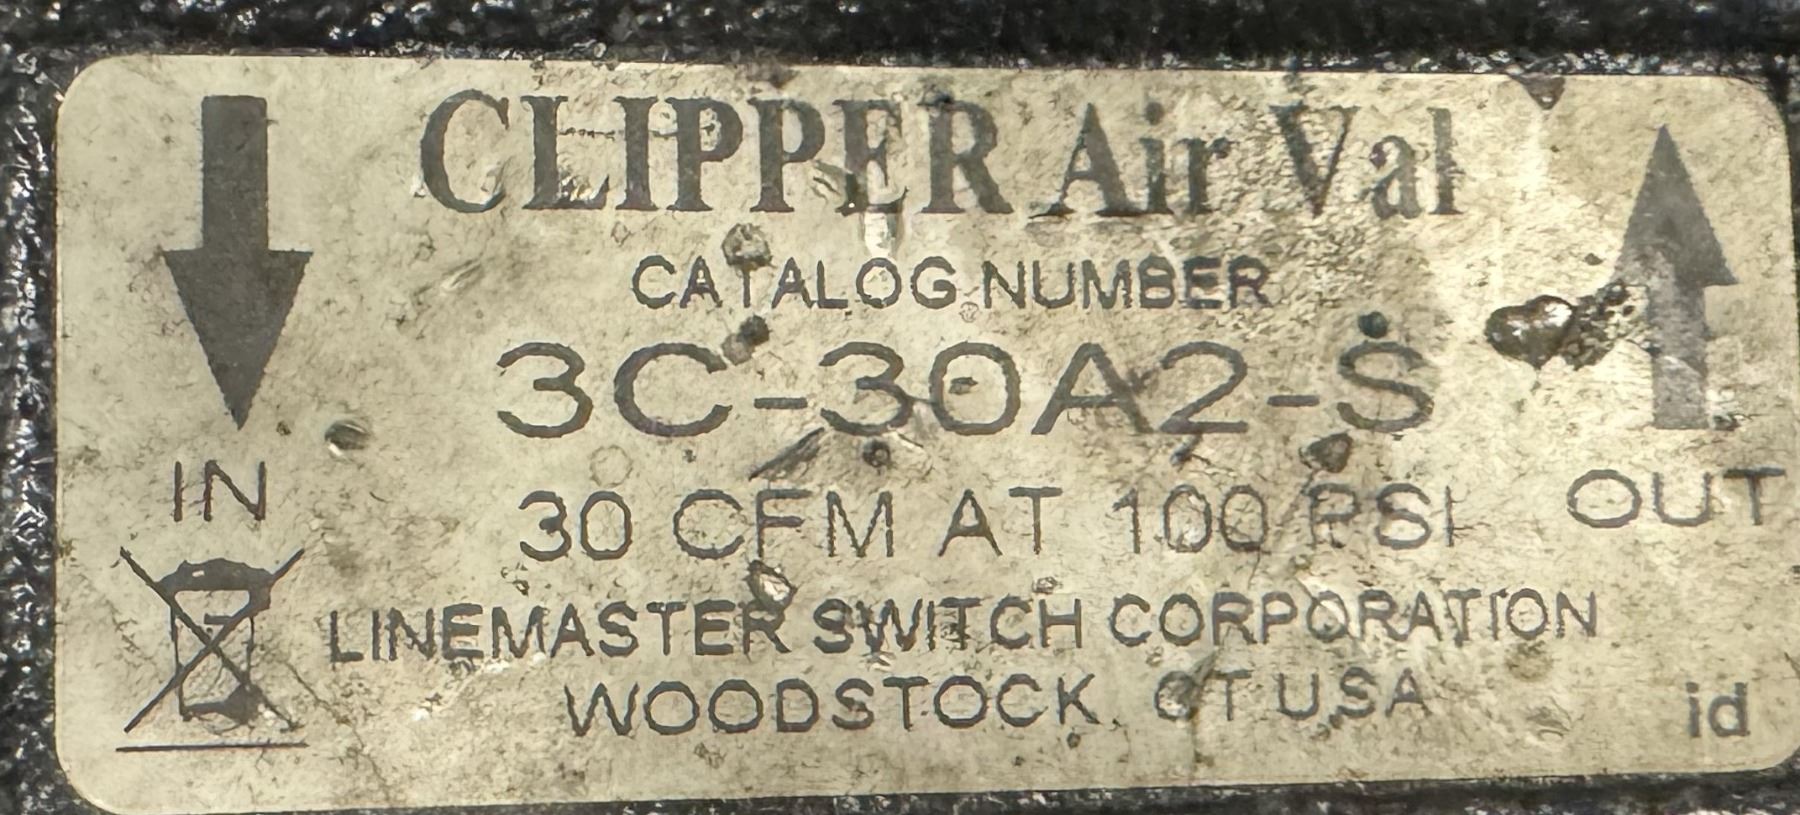 CLIPPER Air Val
CATALOG NUMBER
3C-30A2-S
30 CFM AT 100 PSI
IN
OUT
LINEMASTER SWITCH CORPORATION
WOODSTOCK, CT USA
id